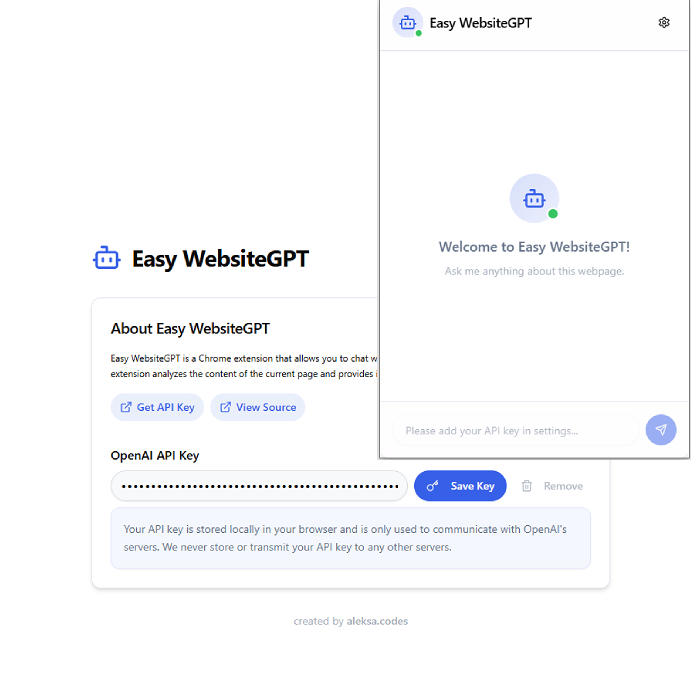 Easy WebsiteGPT
Welcome to Easy WebsiteGPT!
Ask me anything about this webpage.
Please add your API key in settings...
Easy WebsiteGPT
About Easy WebsiteGPT
Easy WebsiteGPT is a Chrome extension that allows you to chat
extension analyzes the content of the current page and provides
Get API Key
View Source
OpenAI API Key
Save Key
Remove
Your API key is stored locally in your browser and is only used to communicate with OpenAI's
servers. We never store or transmit your API key to any other servers.
created by aleksa.codes